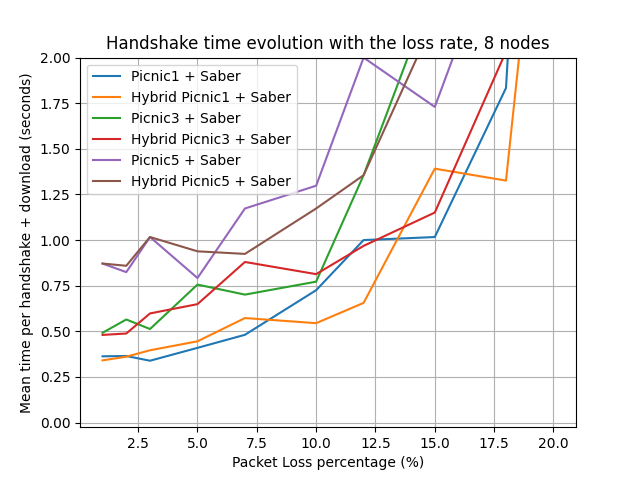 Handshake time evolution with the loss rate, 8 nodes
Mean time per handshake + download (seconds)
2.00
1.75
1.50
1.25
1.00
0.75
0.50
0.25
0.00
Picnic1 + Saber
Hybrid Picnic1 + Saber
Picnic3 + Saber
Hybrid Picnic3 + Saber
Picnic5 + Saber
Hybrid Picnic5 + Saber
2.5 5.0 7.5 10.0 12.5 15.0 17.5 20.0
Packet Loss percentage (%)